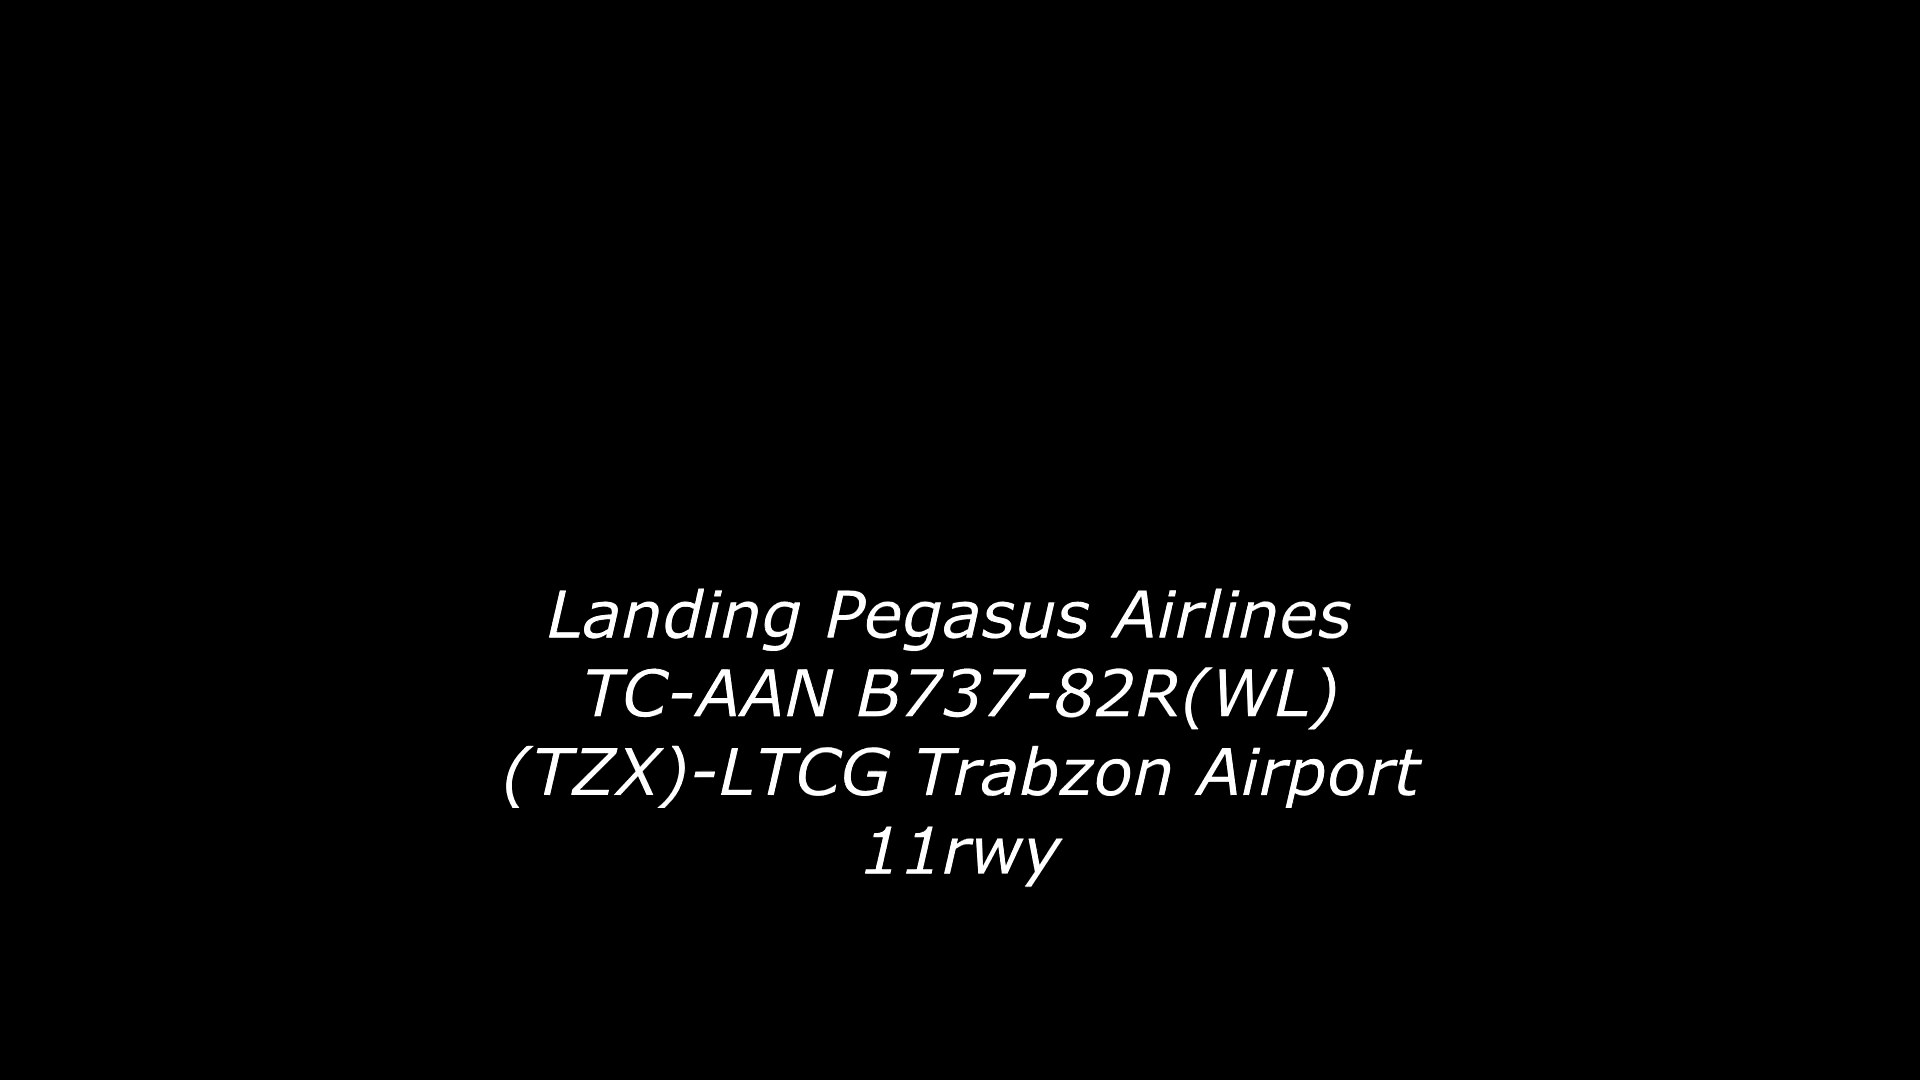 Landing Pegasus Airlines
TC-AAN B737-82R(WL)
(TZX)-LTCG Trabzon Airport
11rwy